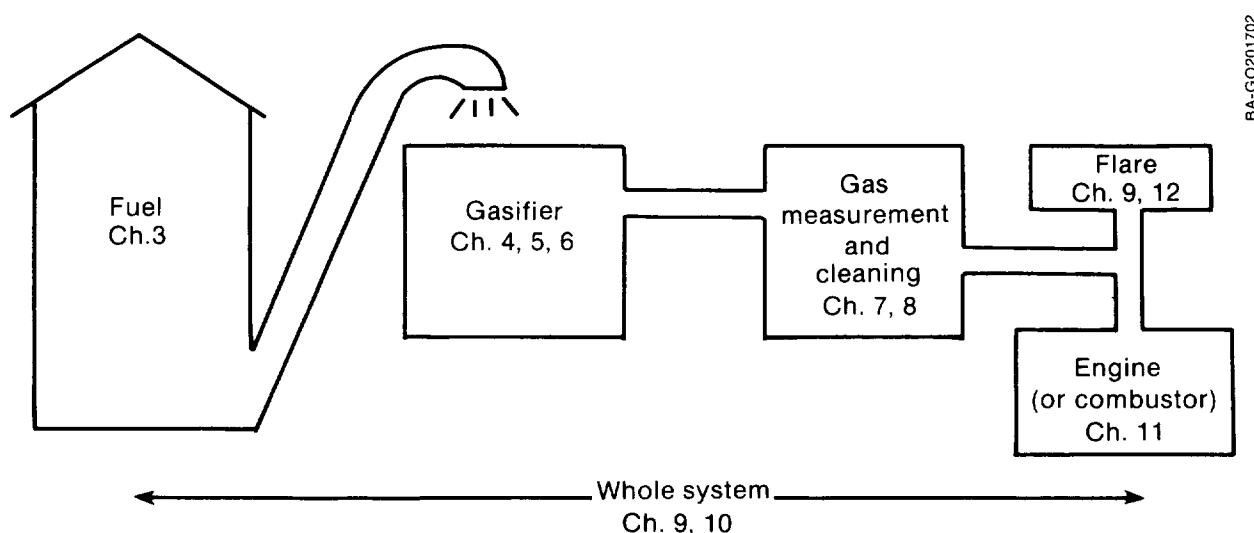 BA-GO201702
Fuel
Ch.3
Gasifier
Ch. 4, 5, 6
Gas
measurement
and
cleaning
Ch. 7, 8
Flare
Ch. 9, 12
Engine
(or combustor)
Ch. 11
Whole system
Ch. 9, 10